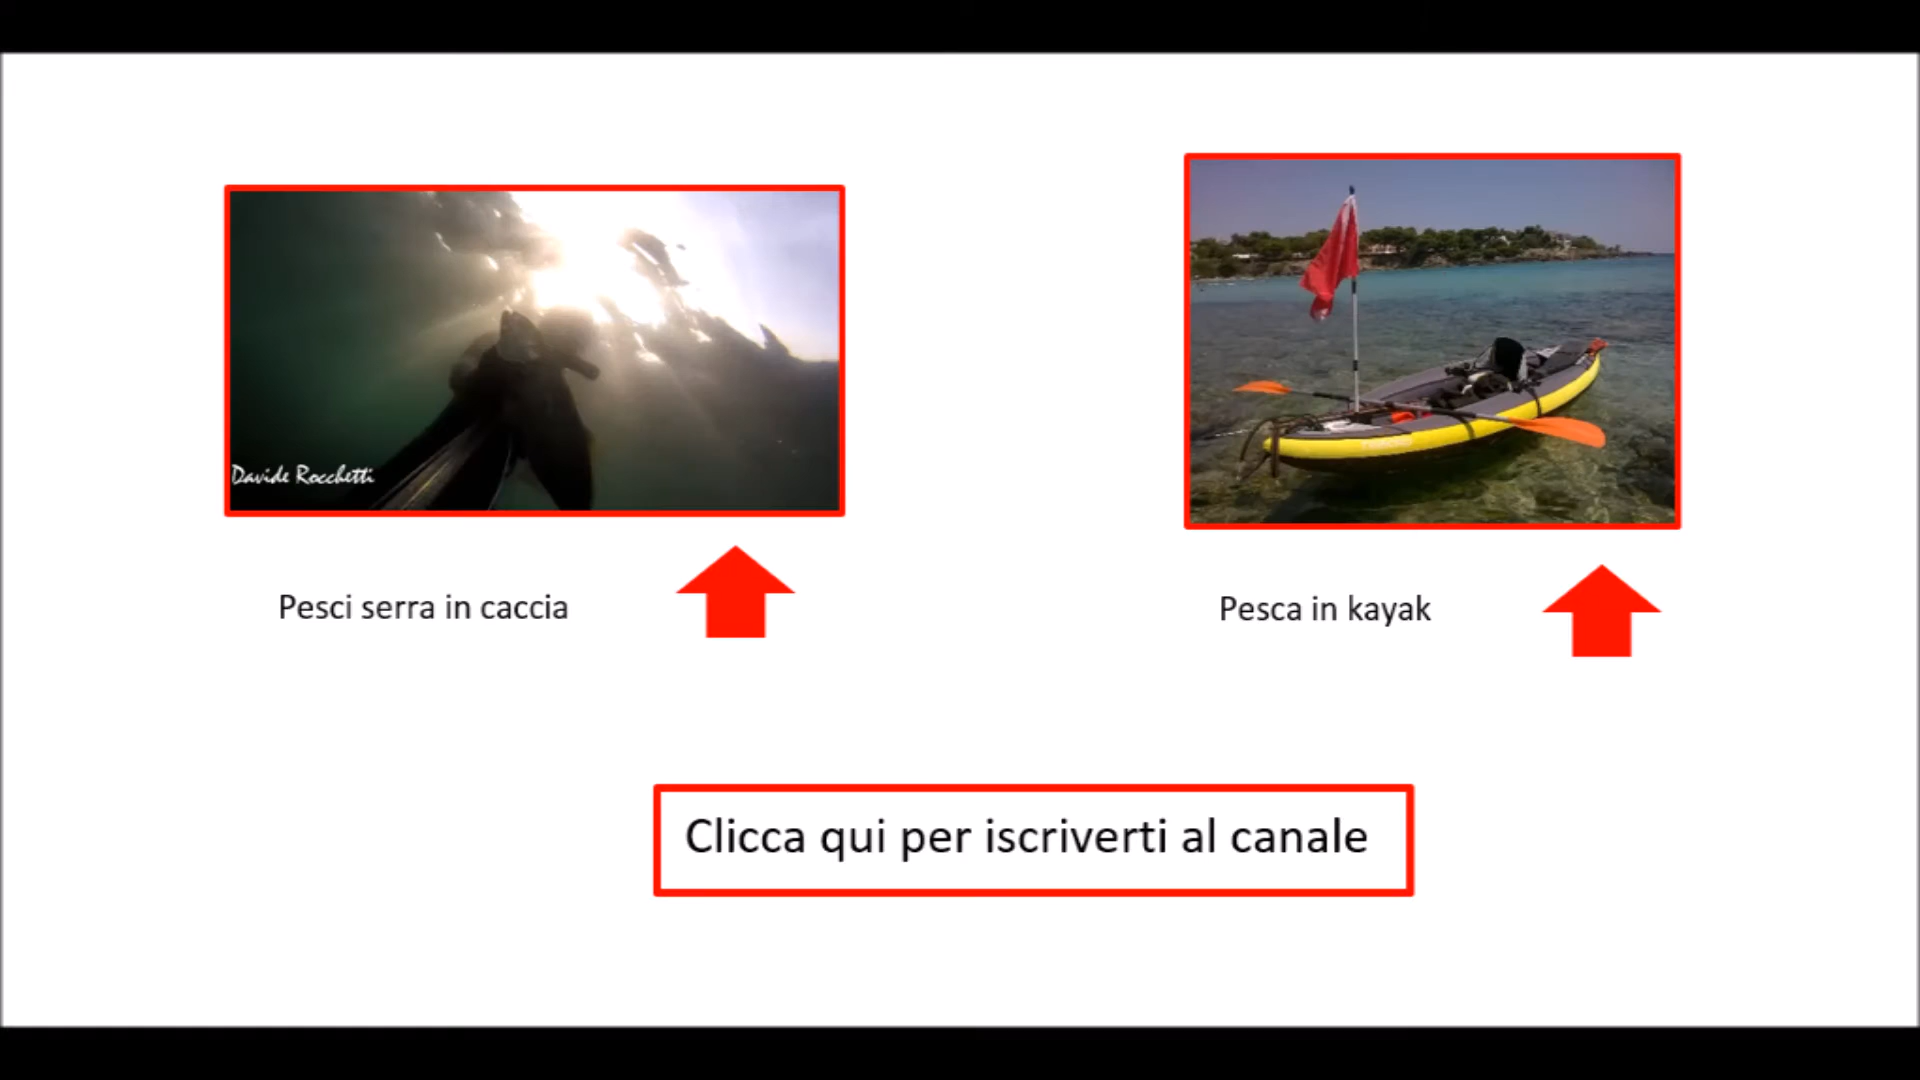 Davide Rocchetti
Pesci serra in caccia
Pesca in kayak
Clicca qui per iscriverti al canale